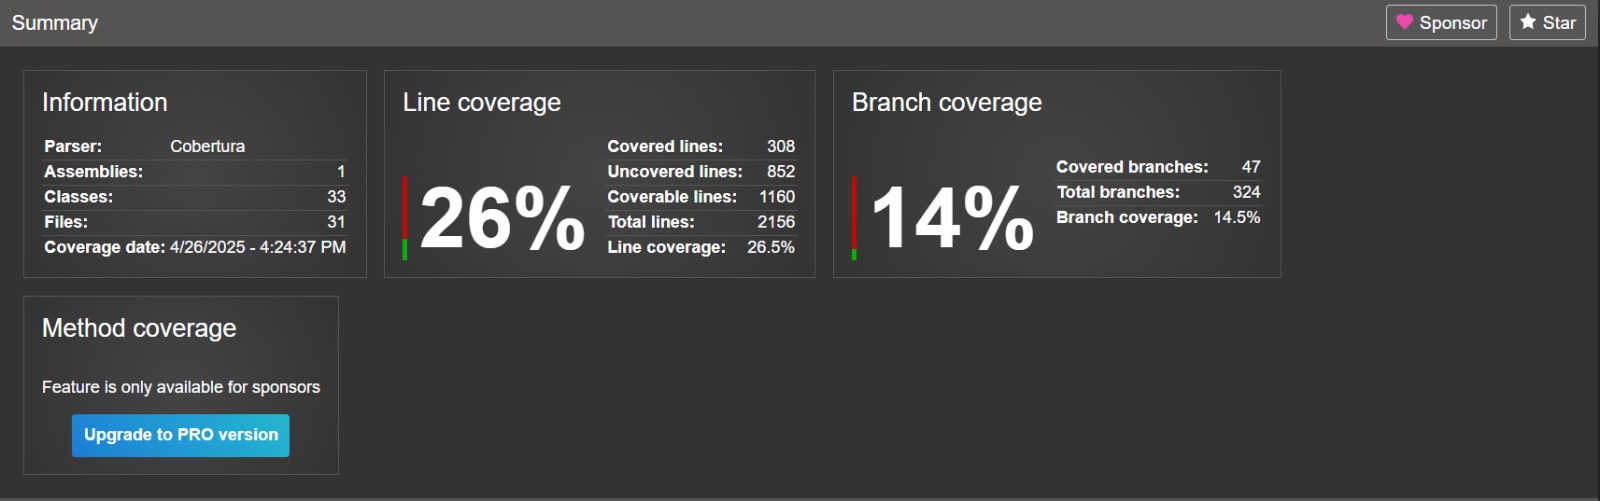 Summary
Sponsor
Star
Information
Parser: Cobertura
Assemblies: 1
Classes: 33
Files: 31
Coverage date: 4/26/2025 - 4:24:37 PM
Line coverage
26%
Covered lines: 308
Uncovered lines: 852
Coverable lines: 1160
Total lines: 2156
Line coverage: 26.5%
Branch coverage
14%
Covered branches: 47
Total branches: 324
Branch coverage: 14.5%
Method coverage
Feature is only available for sponsors
Upgrade to PRO version